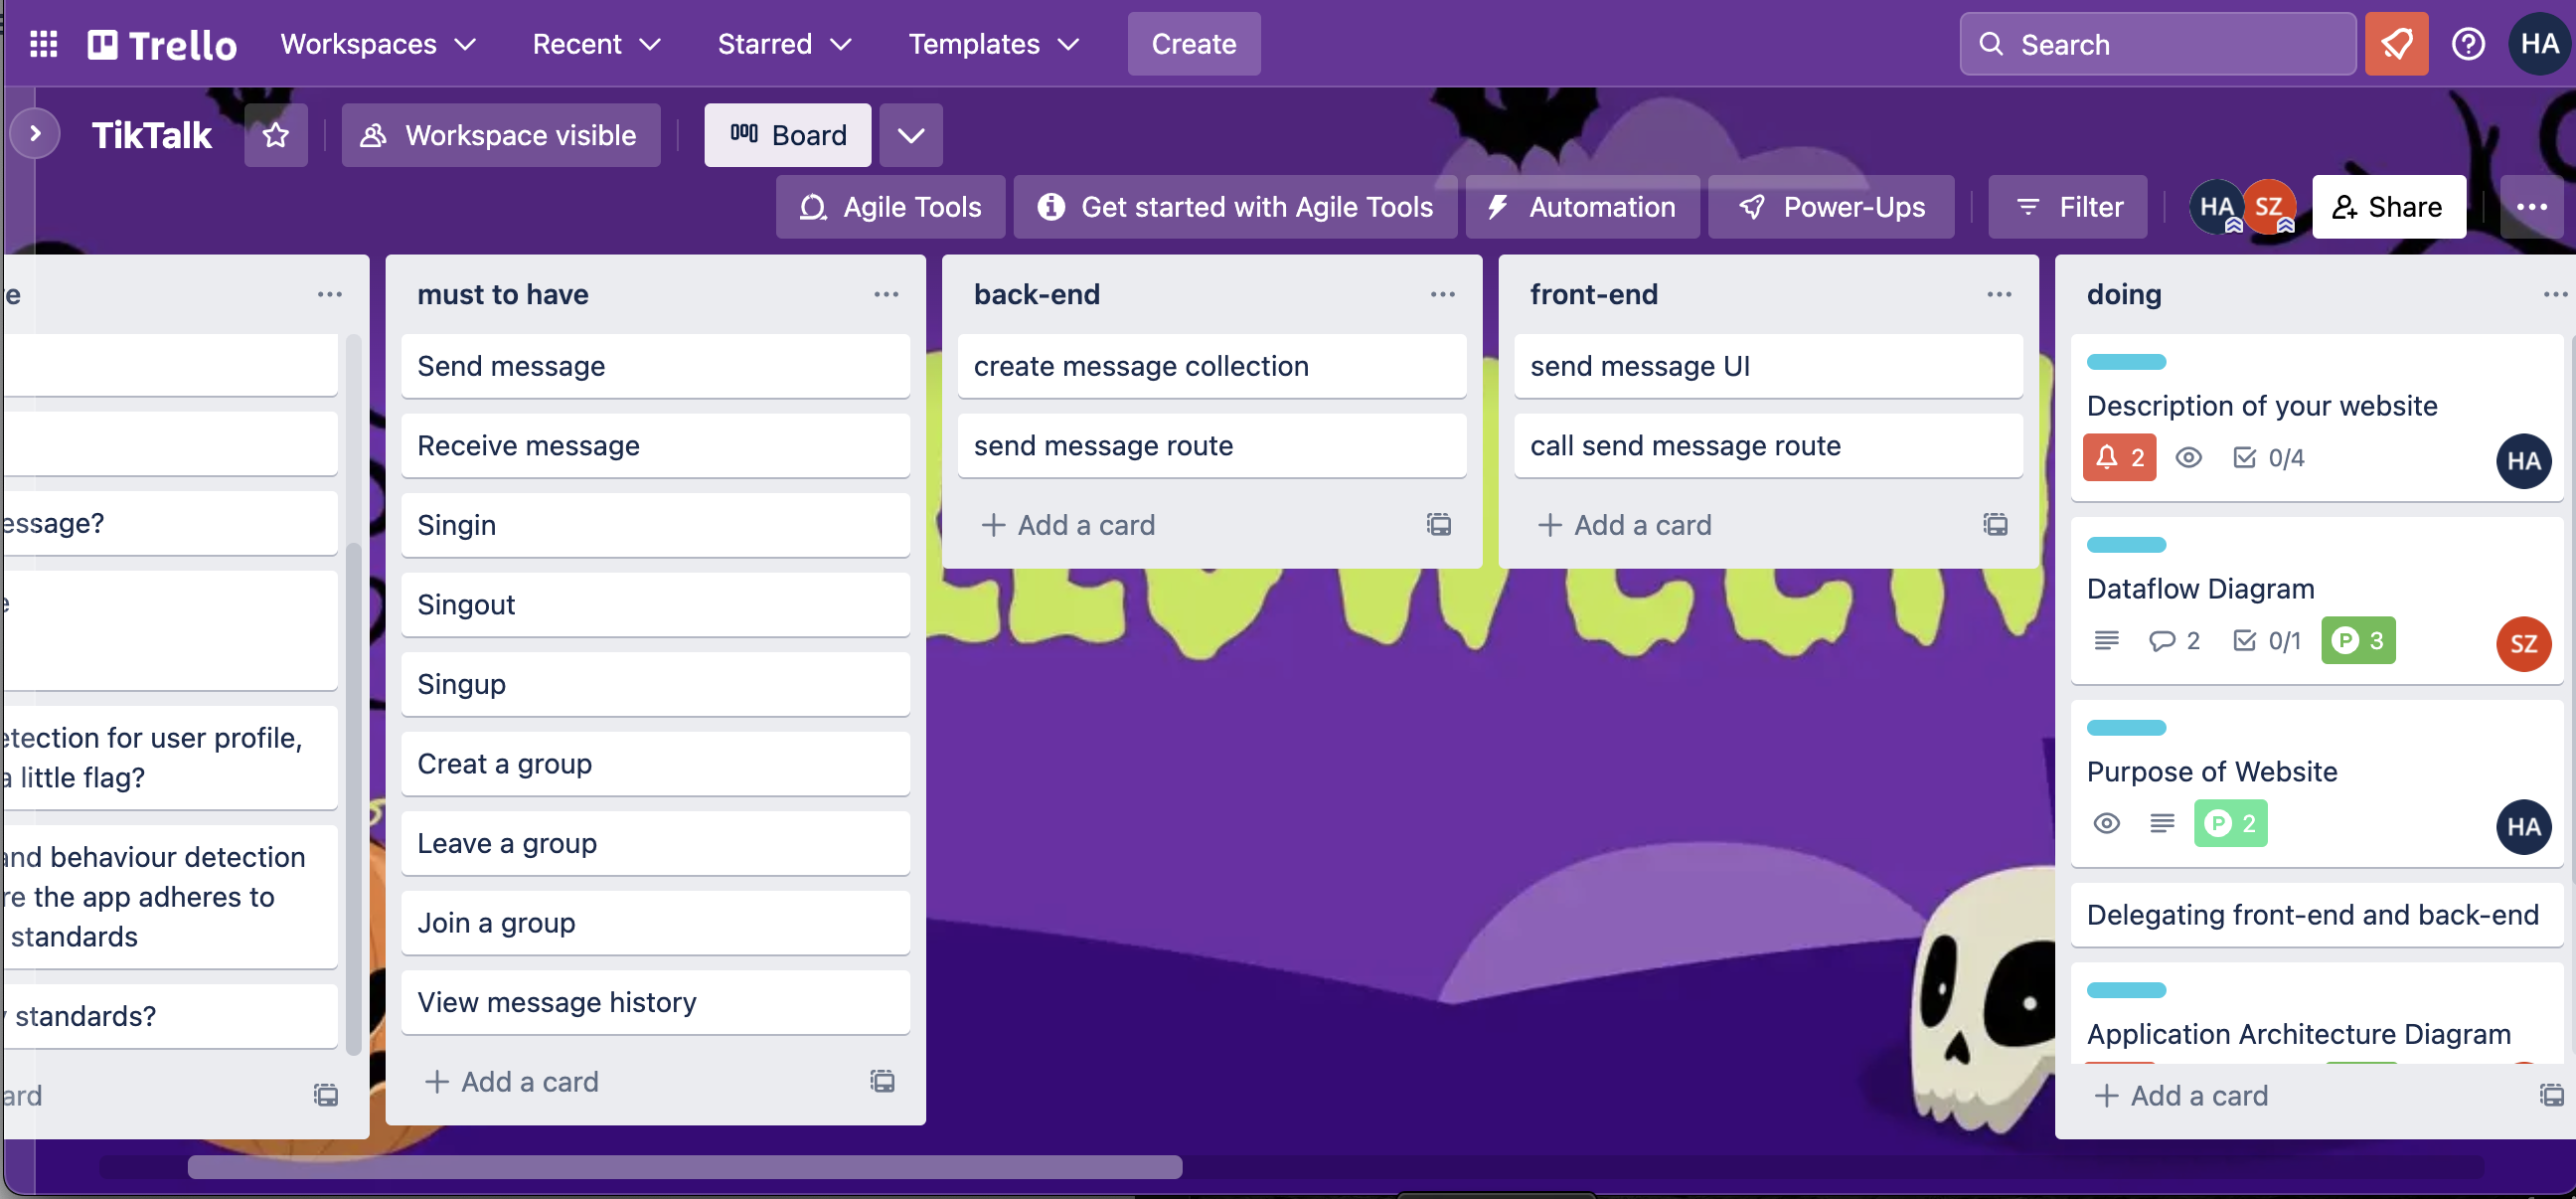 Trello
Workspaces
Recent
Starred
Templates
Create
Search
HA
TikTalk
Workspace visible
Board
Agile Tools
Get started with Agile Tools
Automation
Power-Ups
Filter
HA
SZ
Share
e
essage?
e
etection for user profile,
a little flag?
and behaviour detection
re the app adheres to
standards
y standards?
ard
must to have
Send message
Receive message
Singin
Singout
Singup
Creat a group
Leave a group
Join a group
View message history
+ Add a card
back-end
create message collection
send message route
+ Add a card
front-end
send message UI
call send message route
+ Add a card
doing
Description of your website
2
0/4
HA
Dataflow Diagram
2
0/1
P 3
SZ
Purpose of Website
P 2
HA
Delegating front-end and back-end
Application Architecture Diagram
+ Add a card